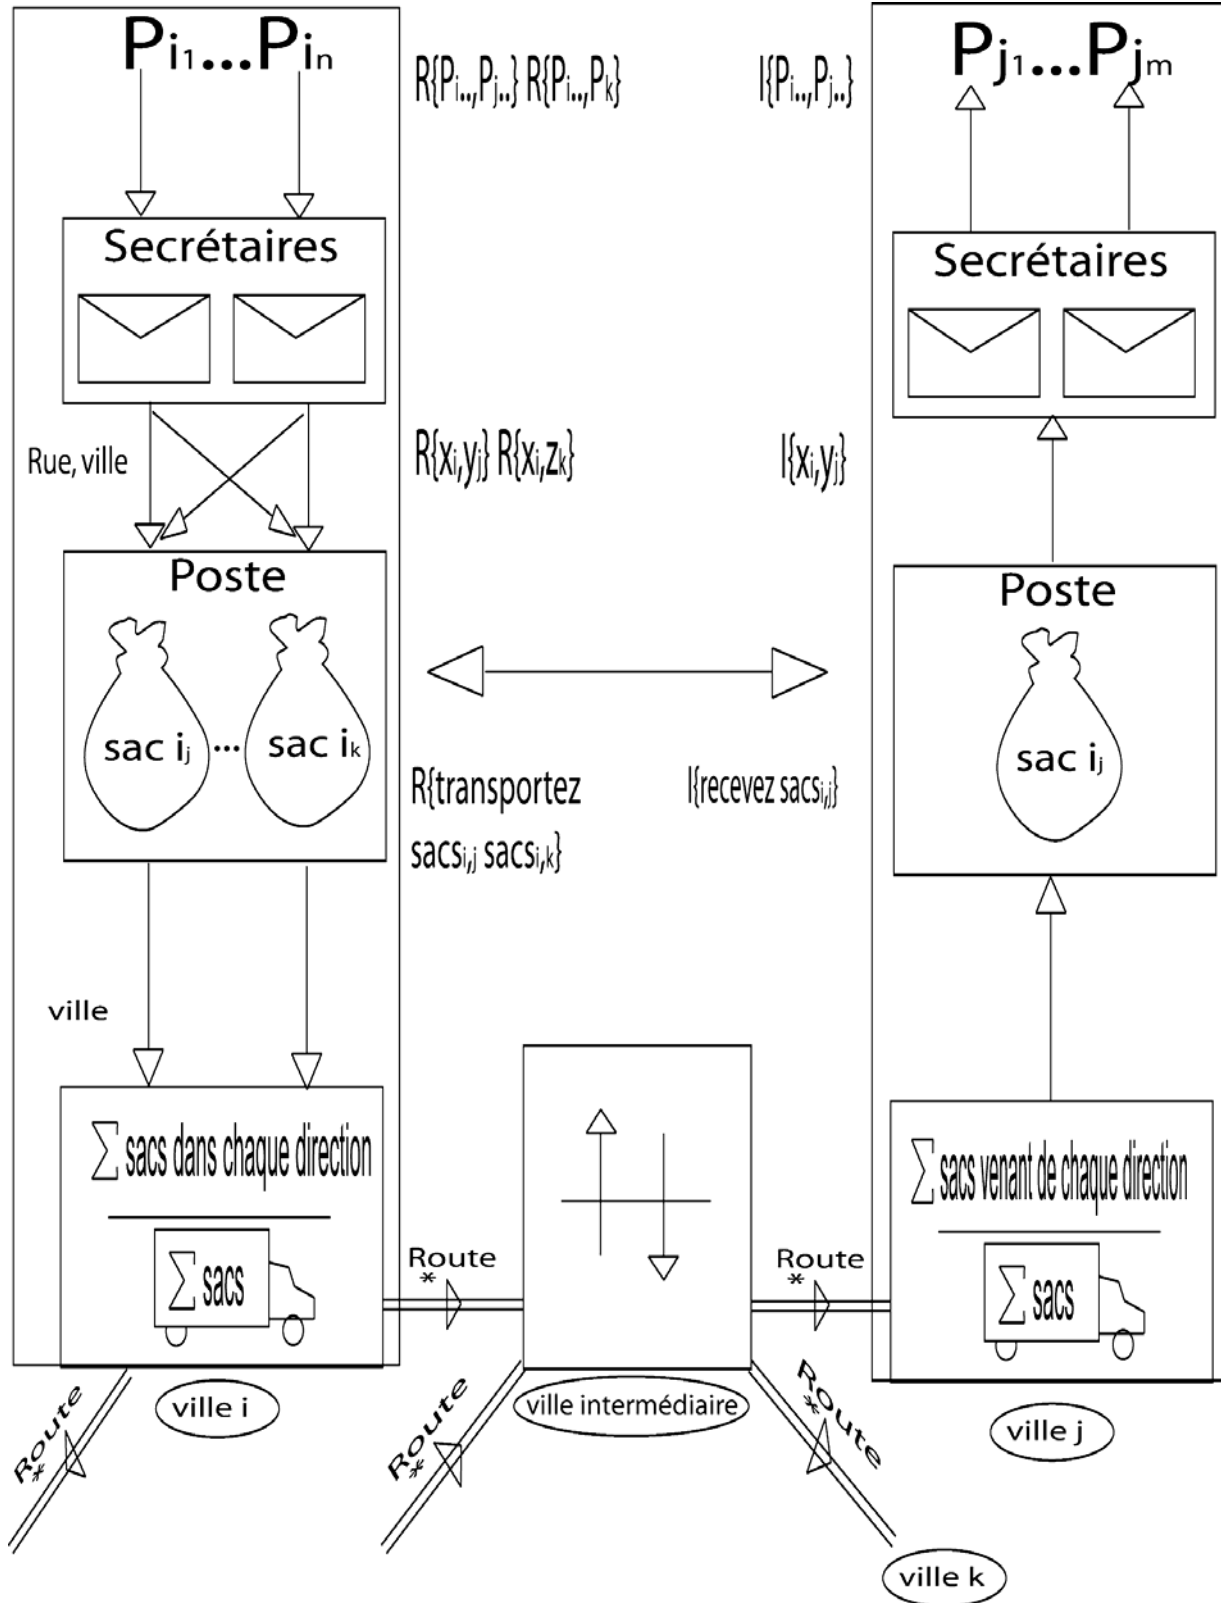 Pi1...Pin
R{Pi..,Pj..} R{Pi..,Pk}
I{Pi..,Pj..}
Pj1...Pjm
Secrétaires
Secrétaires
Rue, ville
R{xi,yj} R{xi,zk}
I{xi,yj}
Poste
Poste
sac ij ... sac ik
sac ij
R{transportez
sacsi,j sacsi,k}
I{recevez sacsi,j}
ville
∑ sacs dans chaque direction
∑ sacs venant de chaque direction
∑ sacs
Route
*
Route
*
∑ sacs
Route
*
ville i
Route
*
ville intermédiaire
Route
*
ville j
ville k